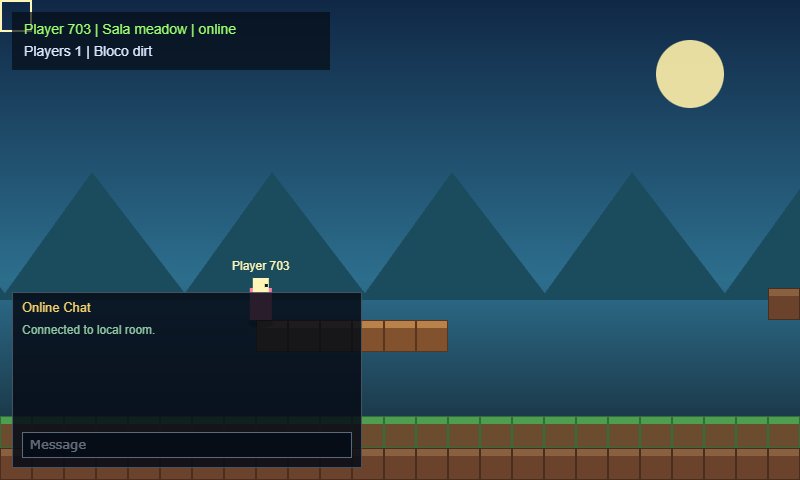 Player 703 | Sala meadow | online
Players 1 | Bloco dirt
Player 703
Online Chat
Connected to local room.
Message